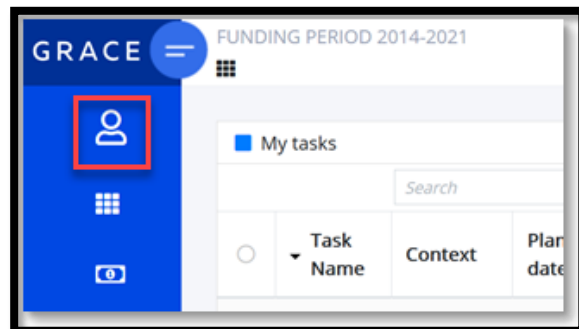 GRACE
FUNDING PERIOD 2014-2021
My tasks
Search
Task
Name
Context
Plan
date